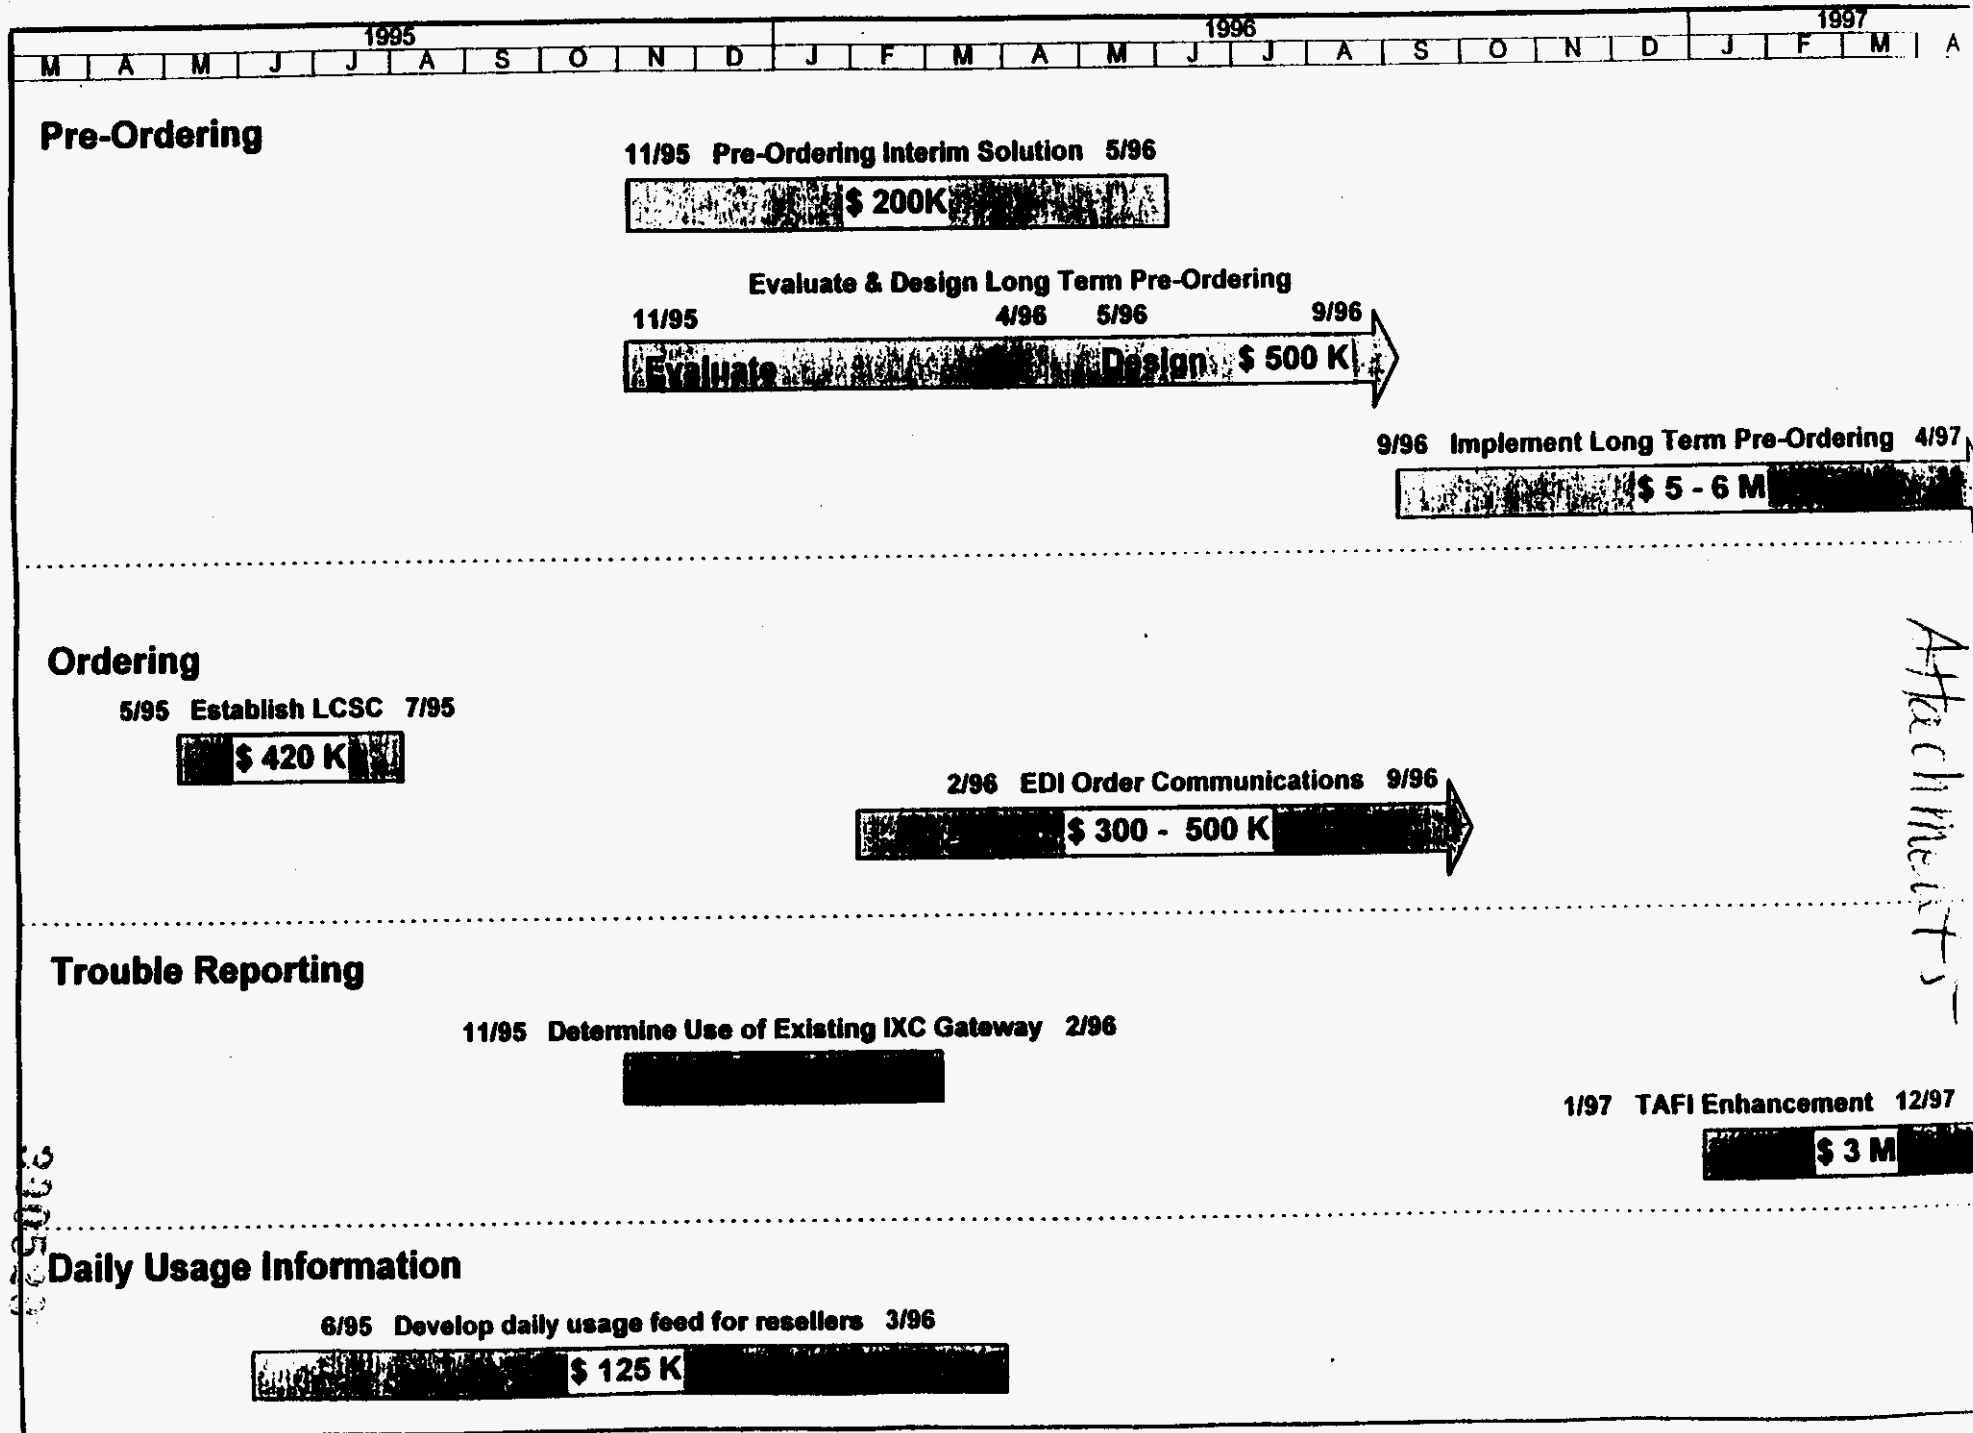 1995 1996 1997
M A M J J A S O N D J F M A M J J A S O N D J F M A
Pre-Ordering
11/95 Pre-Ordering Interim Solution 5/96
$ 200K
Evaluate & Design Long Term Pre-Ordering
11/95 4/96 5/96 9/96
Evaluate Design $ 500 K
9/96 Implement Long Term Pre-Ordering 4/97
$ 5 - 6 M
Ordering
5/95 Establish LCSC 7/95
$ 420 K
2/96 EDI Order Communications 9/96
$ 300 - 500 K
Attachment
Trouble Reporting
11/95 Determine Use of Existing IXC Gateway 2/96
1/97 TAFI Enhancement 12/97
$ 3 M
Daily Usage Information
6/95 Develop daily usage feed for resellers 3/96
$ 125 K